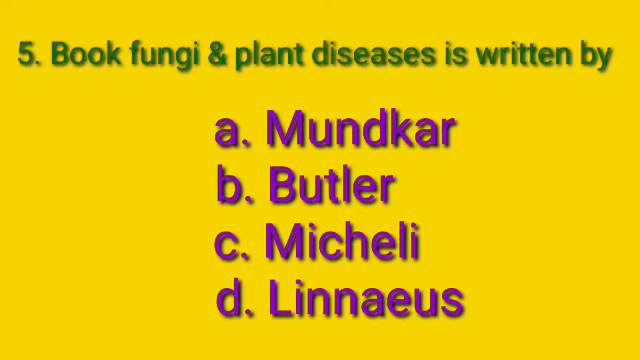 5. Book fungi & plant diseases is written by
a. Mundkar
b. Butler
c. Micheli
d. Linnaeus